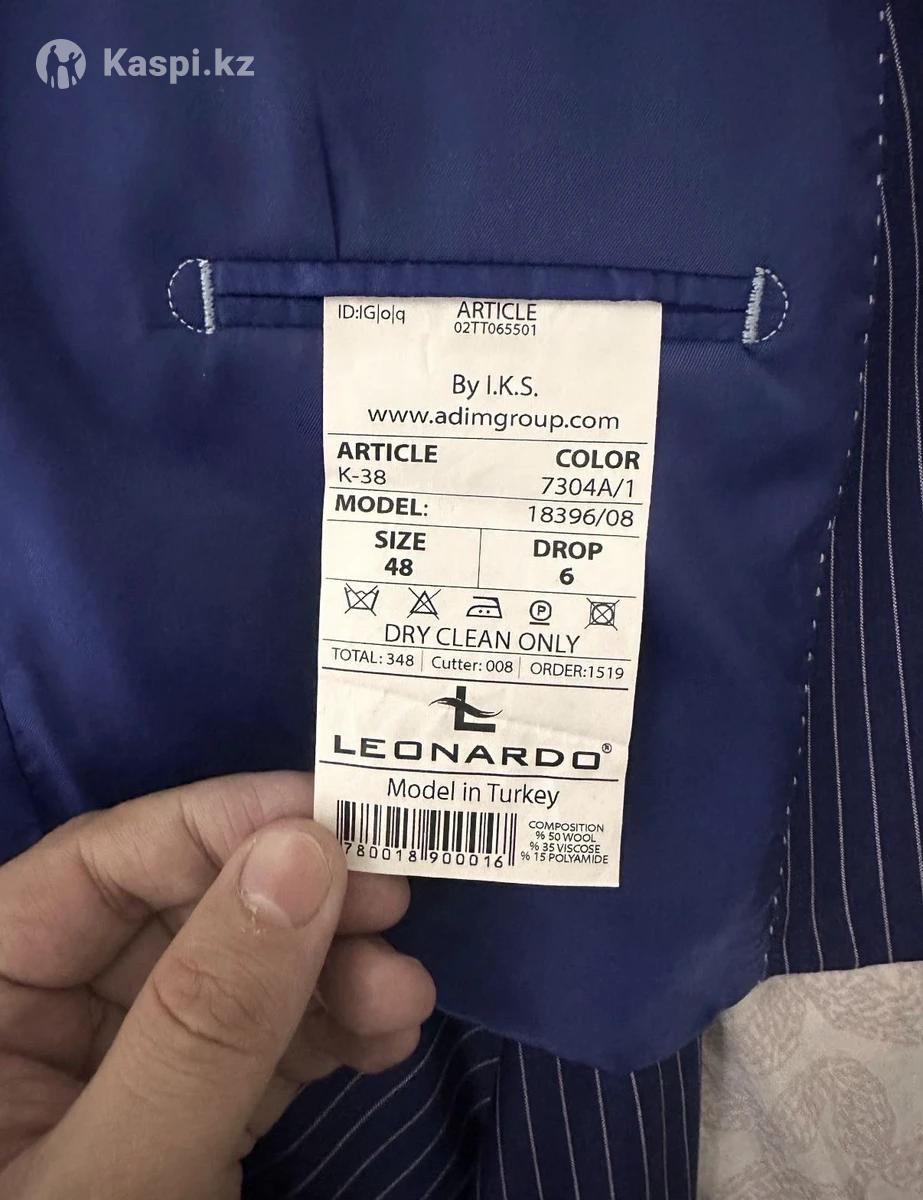 Kaspi.kz
ID:IG|o|q
ARTICLE
02TT065501
By I.K.S.
www.adimgroup.com
ARTICLE COLOR
K-38 7304A/1
MODEL: 18396/08
SIZE DROP
48 6
P
DRY CLEAN ONLY
TOTAL: 348 Cutter: 008 ORDER:1519
L
LEONARDO®
Model in Turkey
780018 900016
COMPOSITION
% 50 WOOL
% 35 VISCOSE
% 15 POLYAMIDE